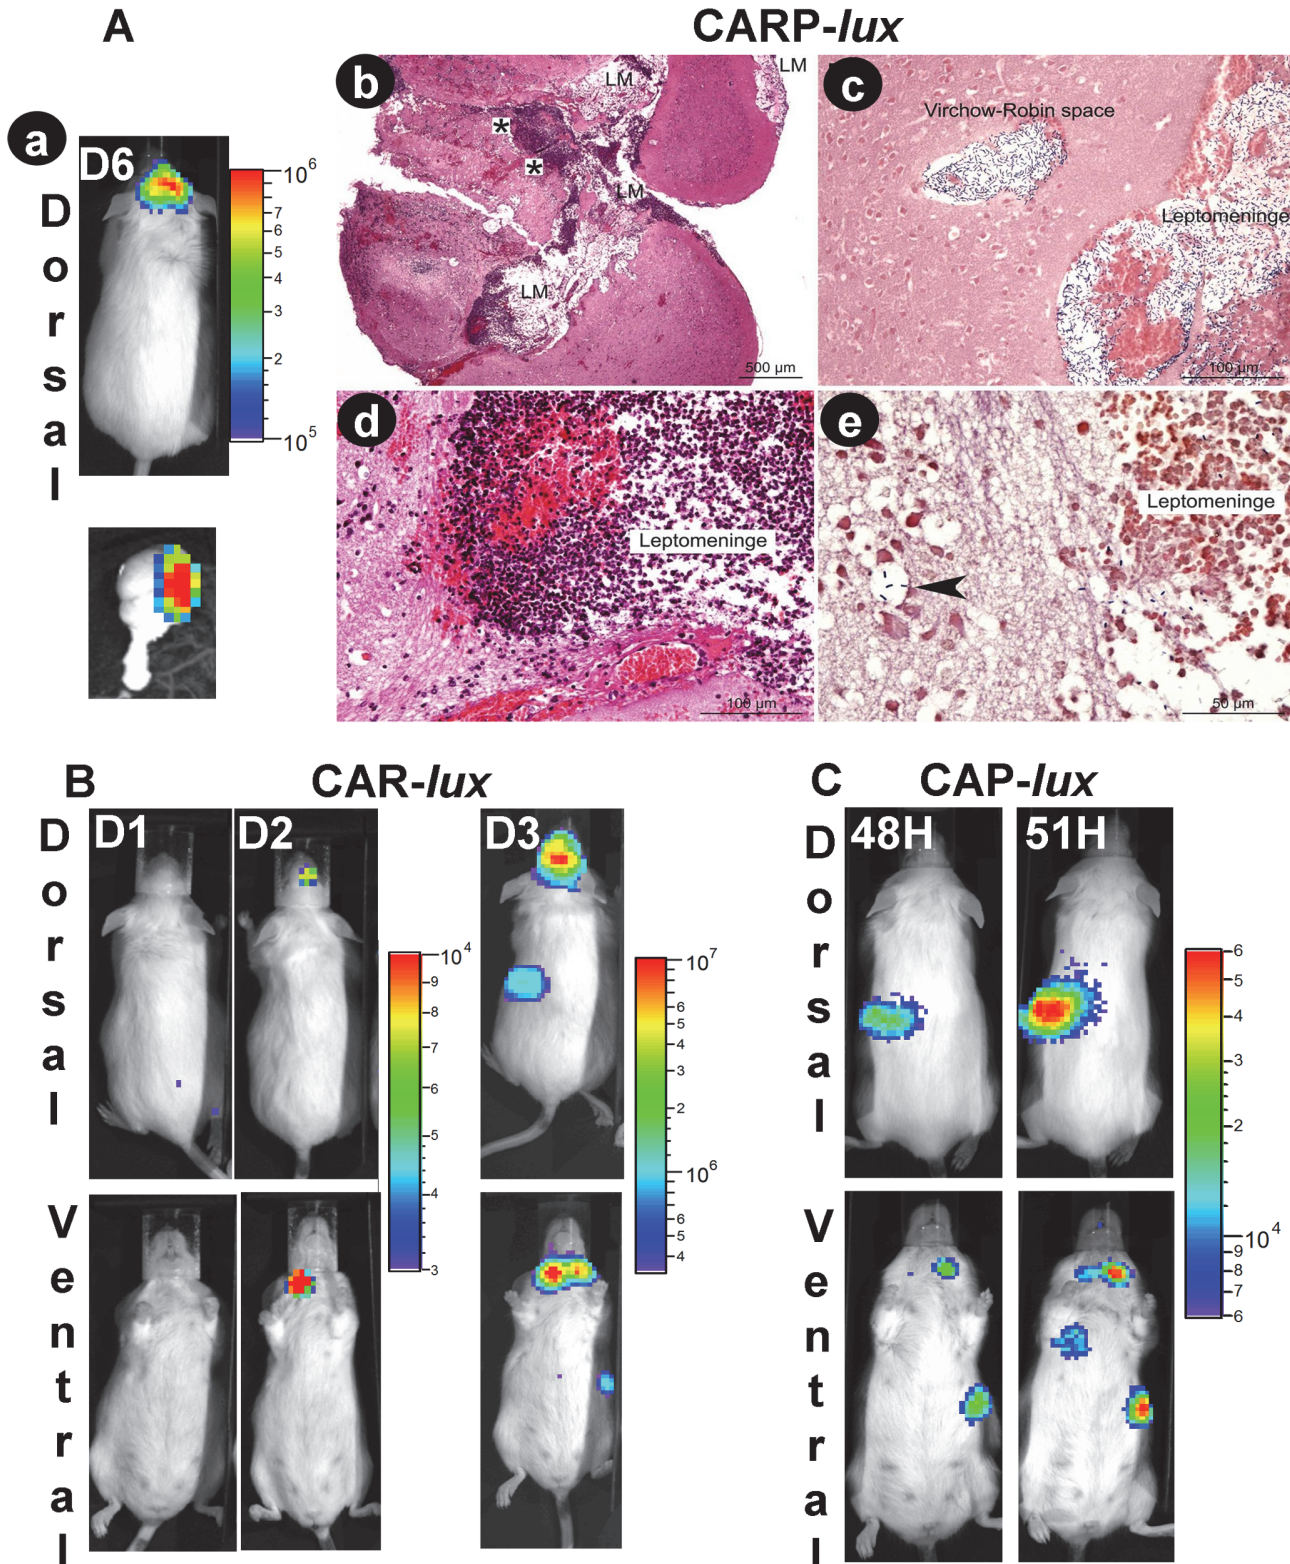 A
CARP-lux
a
D6
Dorsal
10^6
5
4
3
2
10^5
b
LM
LM
*
*
LM
LM
500 µm
c
Virchow-Robin space
Leptomeninge
100 µm
d
Leptomeninge
100 µm
e
Leptomeninge
50 µm
B
CAR-lux
Dorsal
D1
D2
D3
10^4
9
8
7
6
5
4
3
10^7
6
5
4
3
2
10^6
6
5
4
Ventral
C
CAP-lux
Dorsal
48H
51H
6
5
4
3
2
10^4
9
8
7
6
Ventral